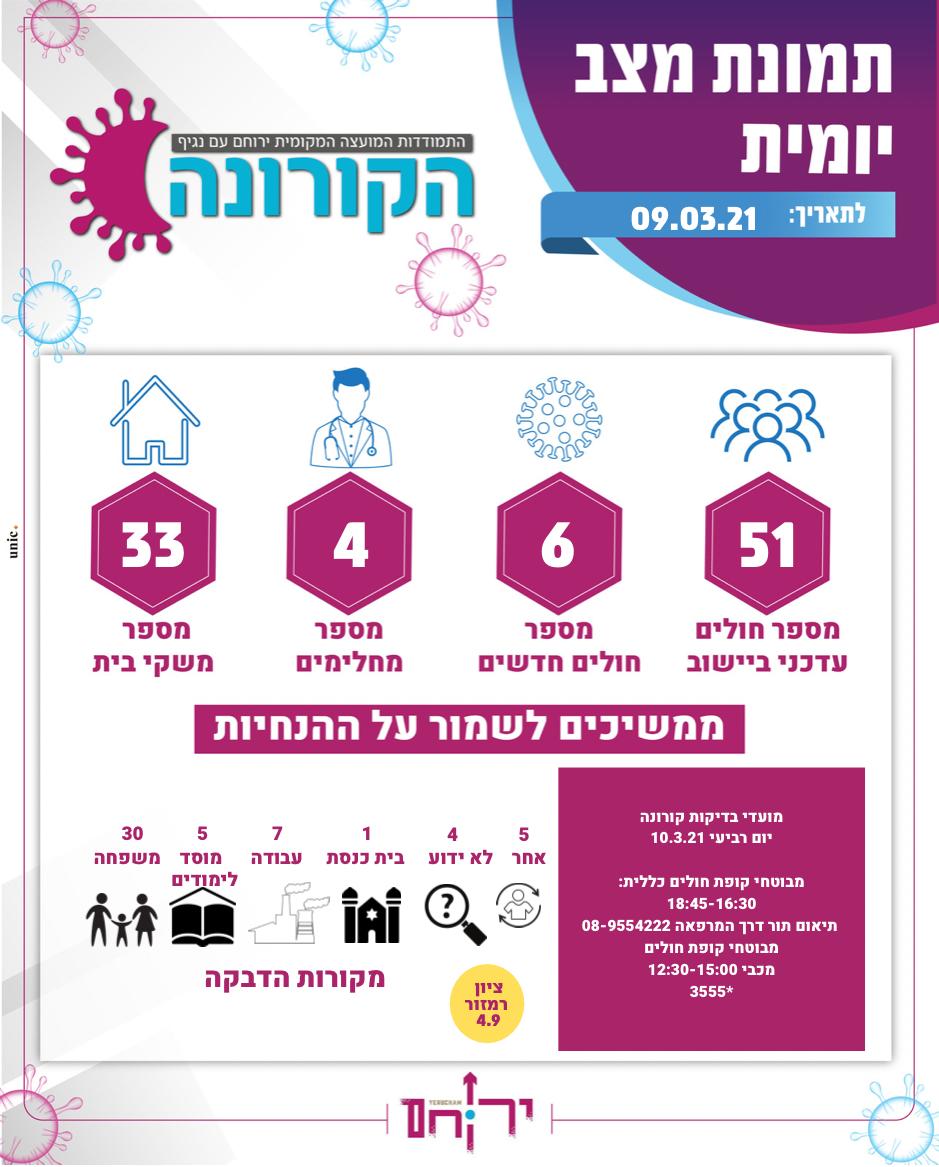 תמונת מצב
יומית
לתאריך: 09.03.21
התמודדות המועצה המקומית ירוחם עם נגיף
הקורונה
51
מספר חולים
עדכני ביישוב
6
מספר
חולים חדשים
4
מספר
מחלימים
33
מספר
משקי בית
unic.
ממשיכים לשמור על ההנחיות
מועדי בדיקות קורונה
יום רביעי 10.3.21
מבוטחי קופת חולים כללית:
18:45-16:30
תיאום תור דרך המרפאה 08-9554222
מבוטחי קופת חולים
מכבי 12:30-15:00
3555*
5
אחר
4
לא ידוע
1
בית כנסת
7
עבודה
5
מוסד
לימודים
30
משפחה
מקורות הדבקה
ציון
רמזור
4.9
YERUCHAM
ירוחם